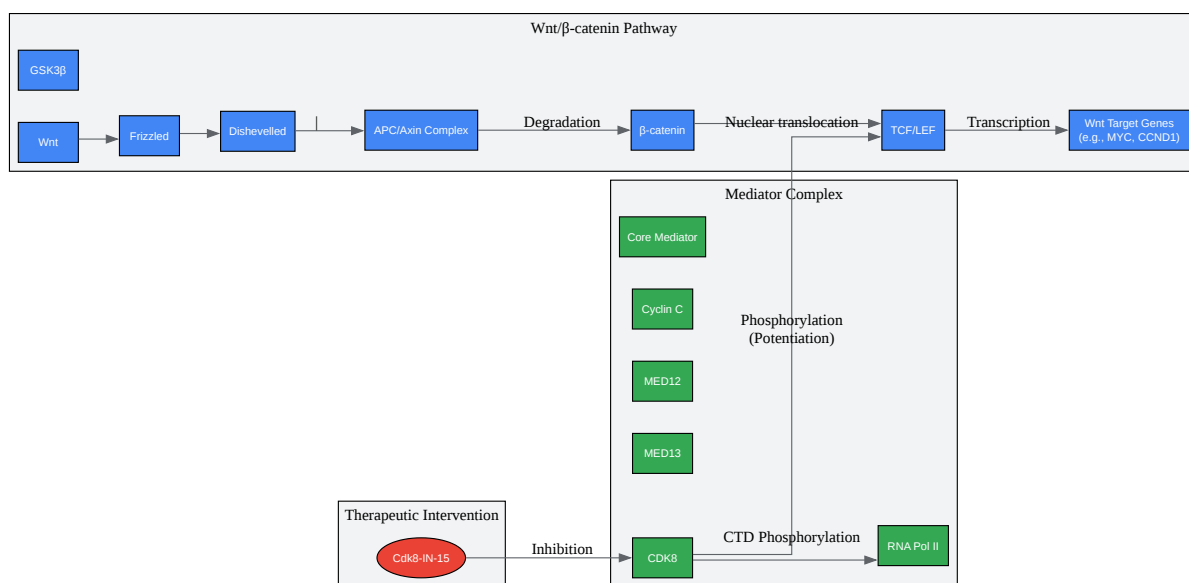 Wnt/β-catenin Pathway
GSK3β
Wnt
Frizzled
Dishevelled
APC/Axin Complex
Degradation
β-catenin
Nuclear translocation
TCF/LEF
Transcription
Wnt Target Genes
(e.g., MYC, CCND1)
Mediator Complex
Core Mediator
Cyclin C
Phosphorylation
(Potentiation)
MED12
MED13
Therapeutic Intervention
Cdk8-IN-15
Inhibition
CDK8
CTD Phosphorylation
RNA Pol II